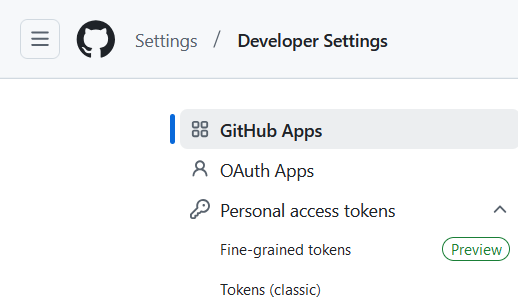 Settings / Developer Settings
GitHub Apps
OAuth Apps
Personal access tokens
Fine-grained tokens Preview
Tokens (classic)